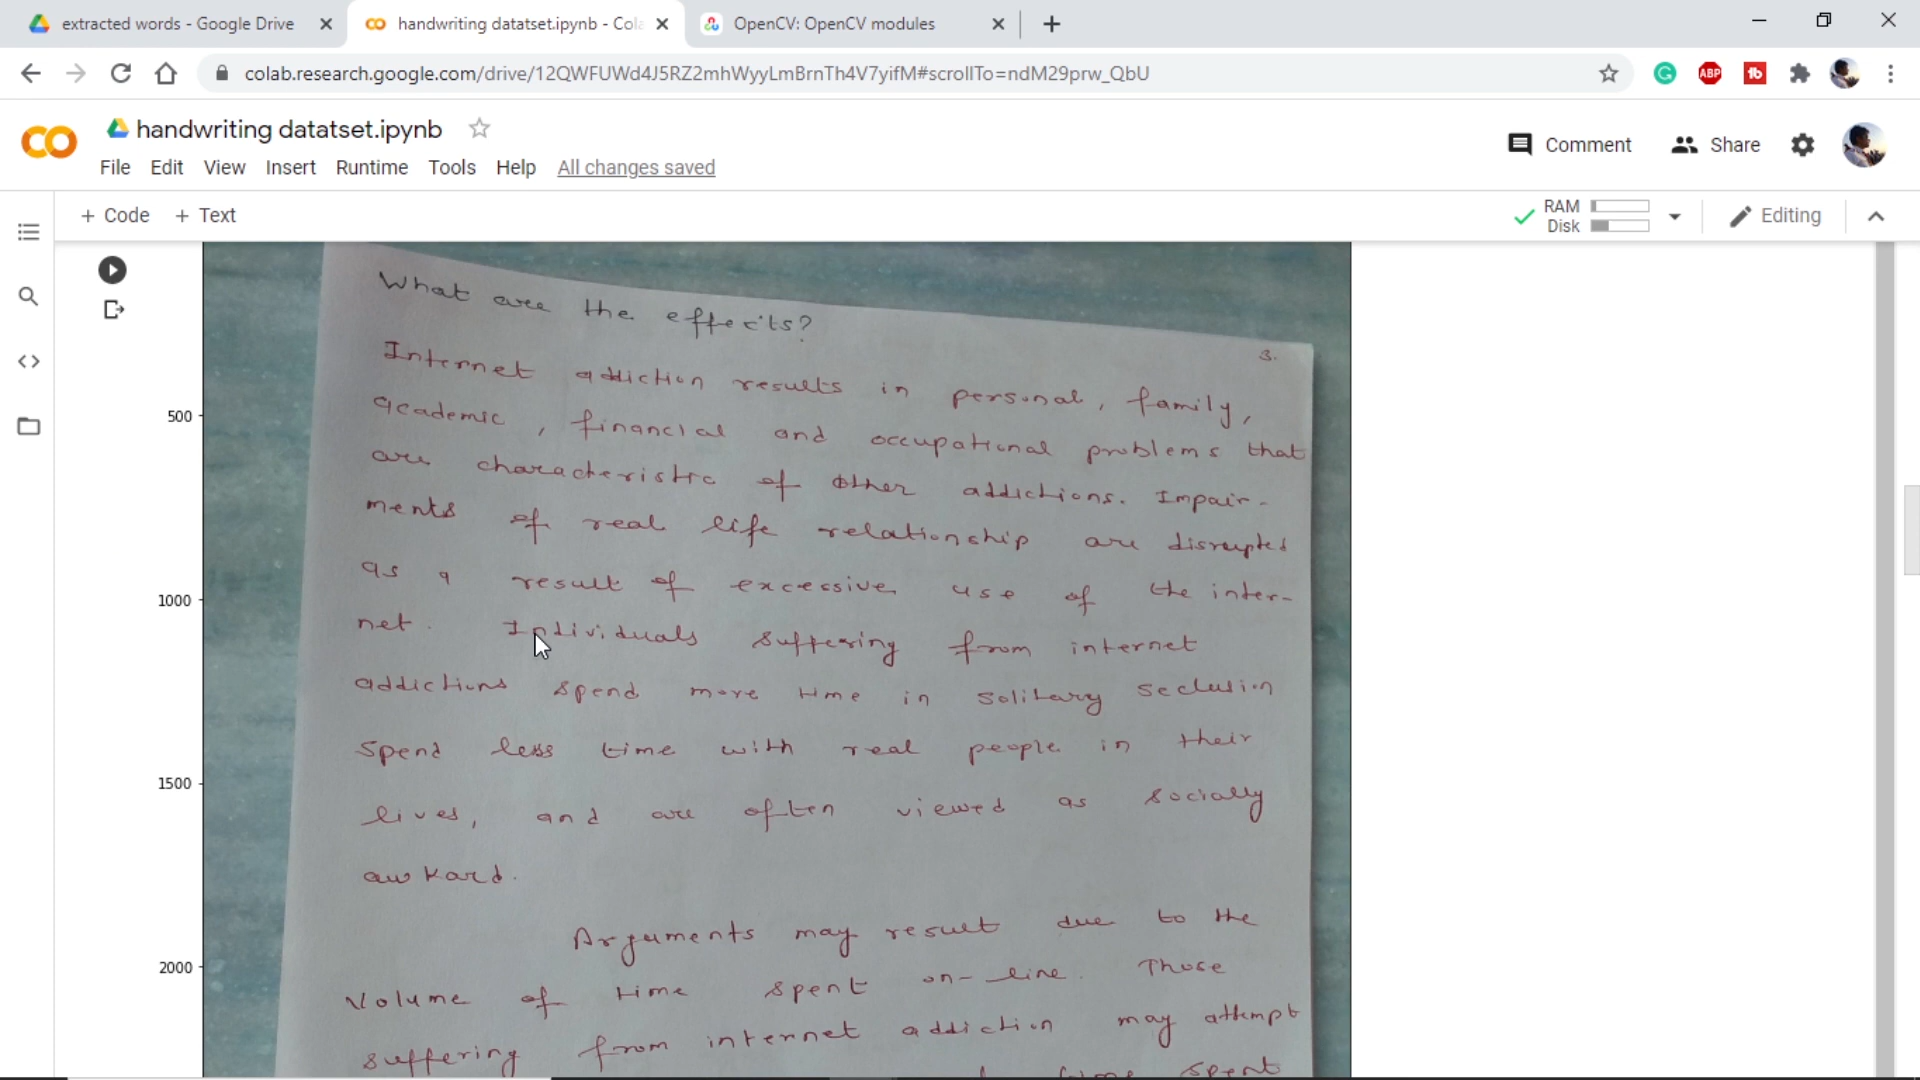 extracted words - Google Drive
handwriting datatset.ipynb - Cola
OpenCV: OpenCV modules
colab.research.google.com/drive/12QWFUWd4J5RZ2mhWyyLmBrnTh4V7yifM#scrollTo=ndM29prw_QbU
ABP
handwriting datatset.ipynb
Comment
Share
File Edit View Insert Runtime Tools Help All changes saved
+ Code + Text
RAM
Disk
Editing
What are the effects?
3.
Internet addiction results in personal, family,
academic, financial and occupational problems that
are characteristic of other addictions. Impair-
ments of real life relationship are disrupted
as a result of excessive use of the inter-
net. Individuals suffering from internet
addictions spend more time in solitary seclusion
spend less time with real people in their
lives, and are often viewed as socially
awkard.
Arguments may result due to the
Volume of time spent on-line. Those
suffering from internet addiction may attempt
time spent
500
1000
1500
2000